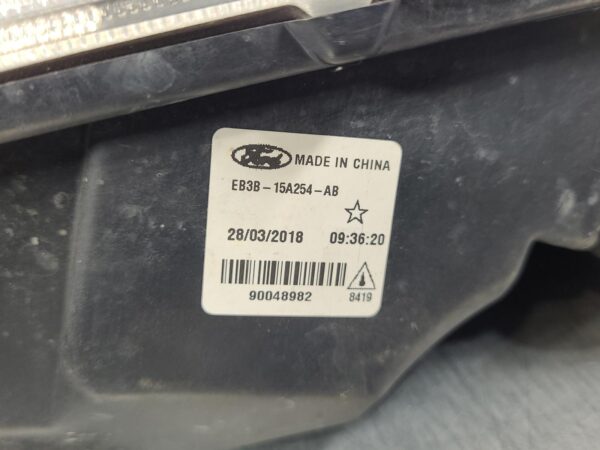 Ford MADE IN CHINA
EB3B-15A254-AB
28/03/2018 09:36:20
90048982 8419